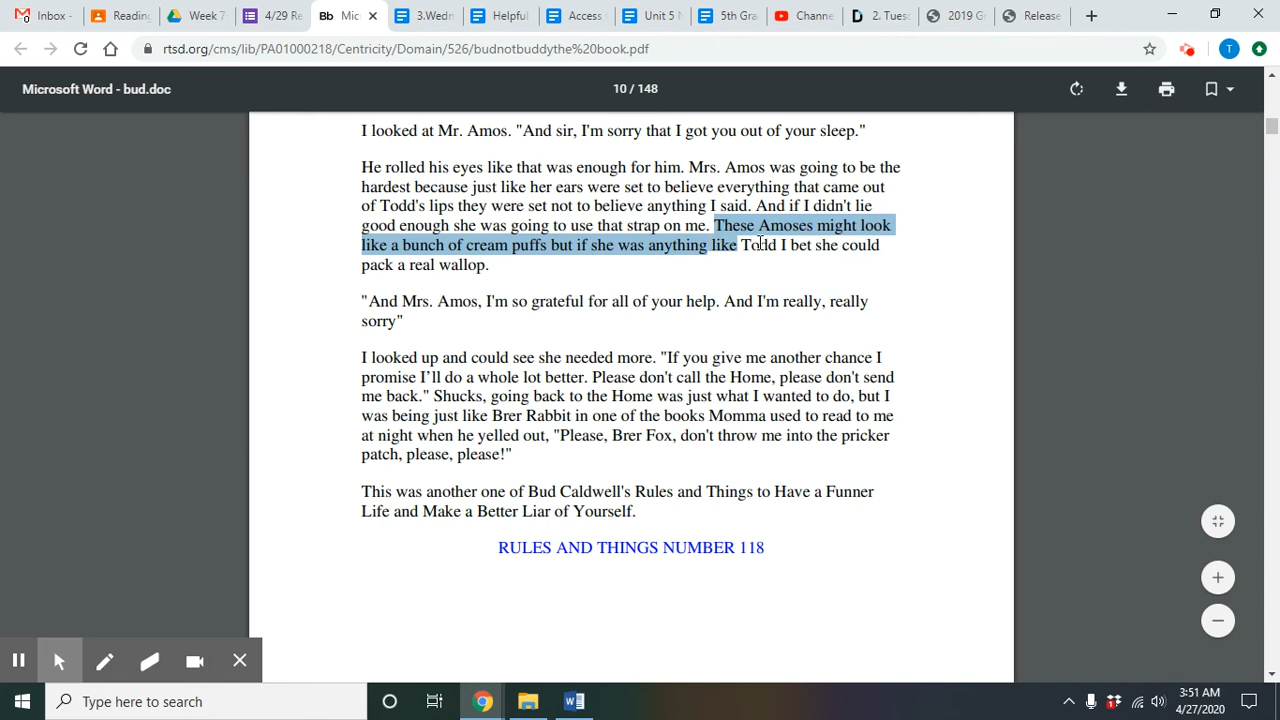 Inbox -
Reading
Week 7
4/29 Re
Bb Mic
3.Wedn
Helpful
Access
Unit 5 M
5th Gra
Channe
2. Tues
2019 Gr
Release
rtsd.org/cms/lib/PA01000218/Centricity/Domain/526/budnotbuddythe%20book.pdf
T
Microsoft Word - bud.doc
10 / 148
I looked at Mr. Amos. "And sir, I'm sorry that I got you out of your sleep."
He rolled his eyes like that was enough for him. Mrs. Amos was going to be the
hardest because just like her ears were set to believe everything that came out
of Todd's lips they were set not to believe anything I said. And if I didn't lie
good enough she was going to use that strap on me. These Amoses might look
like a bunch of cream puffs but if she was anything like Todd I bet she could
pack a real wallop.
"And Mrs. Amos, I'm so grateful for all of your help. And I'm really, really
sorry"
I looked up and could see she needed more. "If you give me another chance I
promise I'll do a whole lot better. Please don't call the Home, please don't send
me back." Shucks, going back to the Home was just what I wanted to do, but I
was being just like Brer Rabbit in one of the books Momma used to read to me
at night when he yelled out, "Please, Brer Fox, don't throw me into the pricker
patch, please, please!"
This was another one of Bud Caldwell's Rules and Things to Have a Funner
Life and Make a Better Liar of Yourself.
RULES AND THINGS NUMBER 118
Type here to search
3:51 AM
4/27/2020